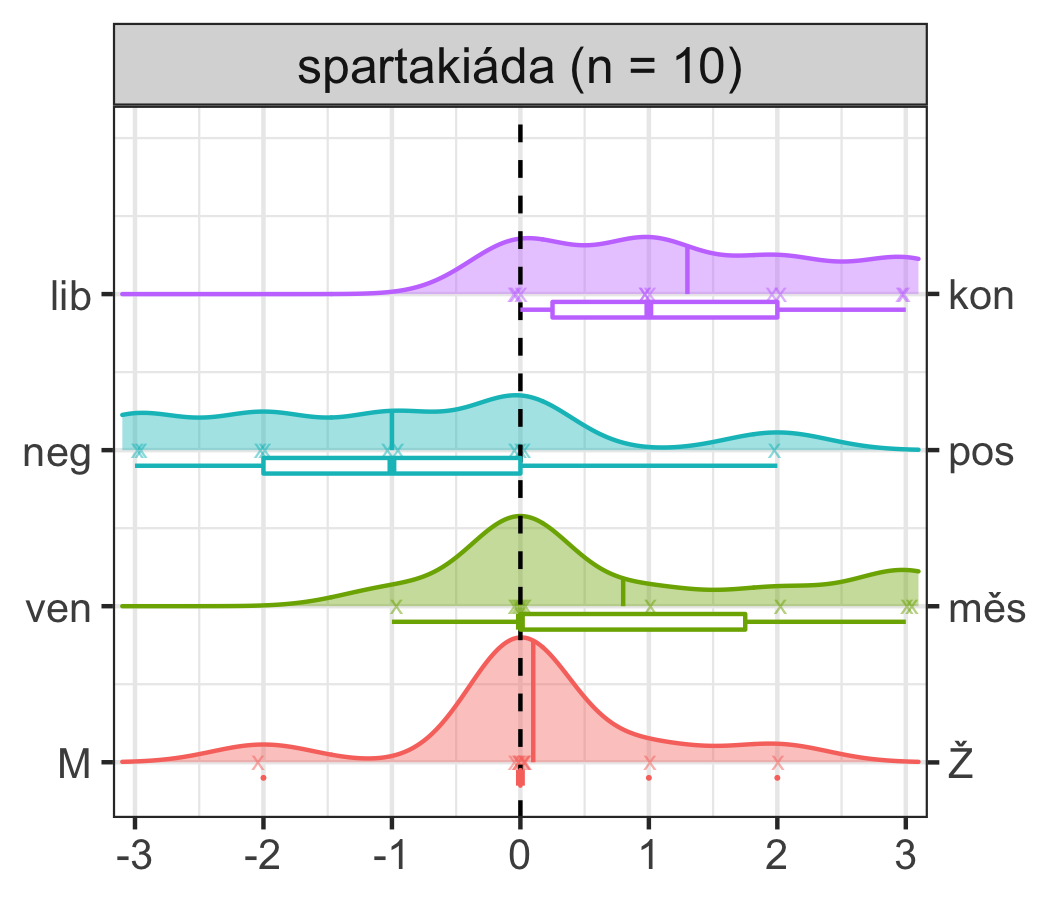 spartakiáda (n = 10)
lib kon
neg pos
ven měs
M Ž
-3 -2 -1 0 1 2 3